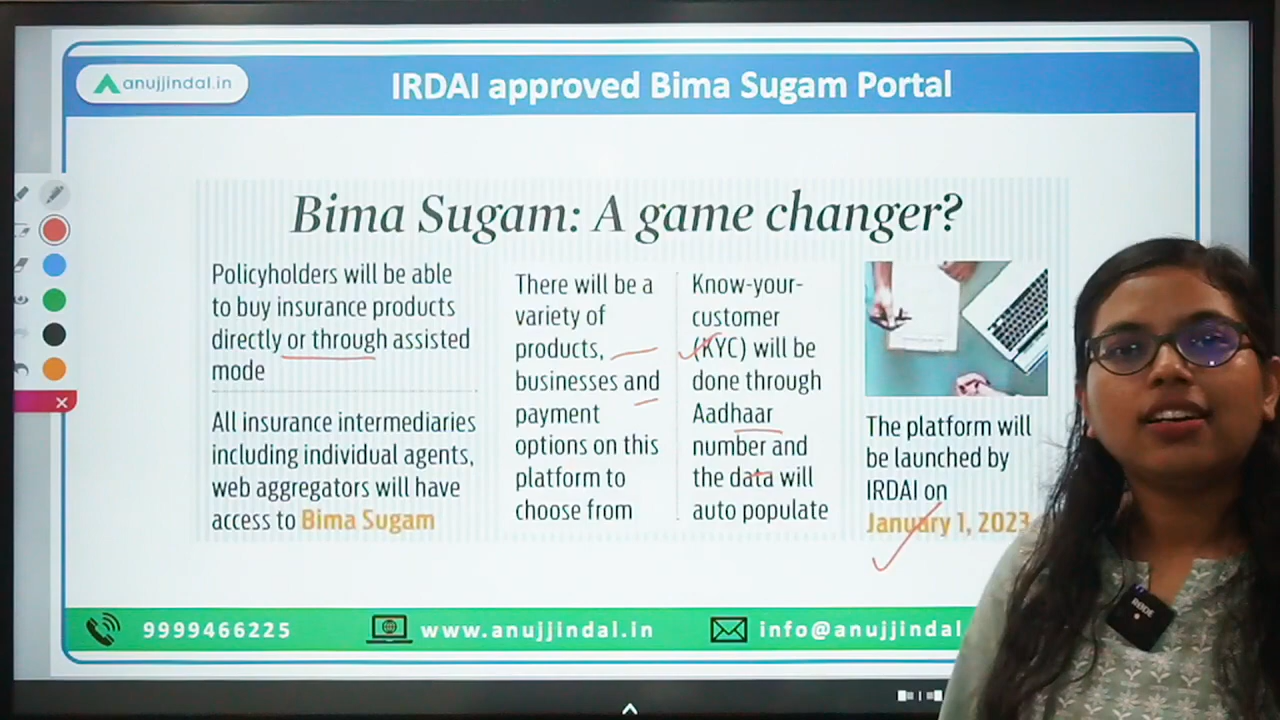 anujjindal.in
IRDAI approved Bima Sugam Portal
Bima Sugam: A game changer?
Policyholders will be able
to buy insurance products
directly or through assisted
mode
All insurance intermediaries
including individual agents,
web aggregators will have
access to Bima Sugam
There will be a
variety of
products,
businesses and
payment
options on this
platform to
choose from
Know-your-
customer
(KYC) will be
done through
Aadhaar
number and
the data will
auto populate
The platform will
be launched by
IRDAI on
January 1, 2023
9999466225
www.anujjindal.in
info@anujjindal
RODE